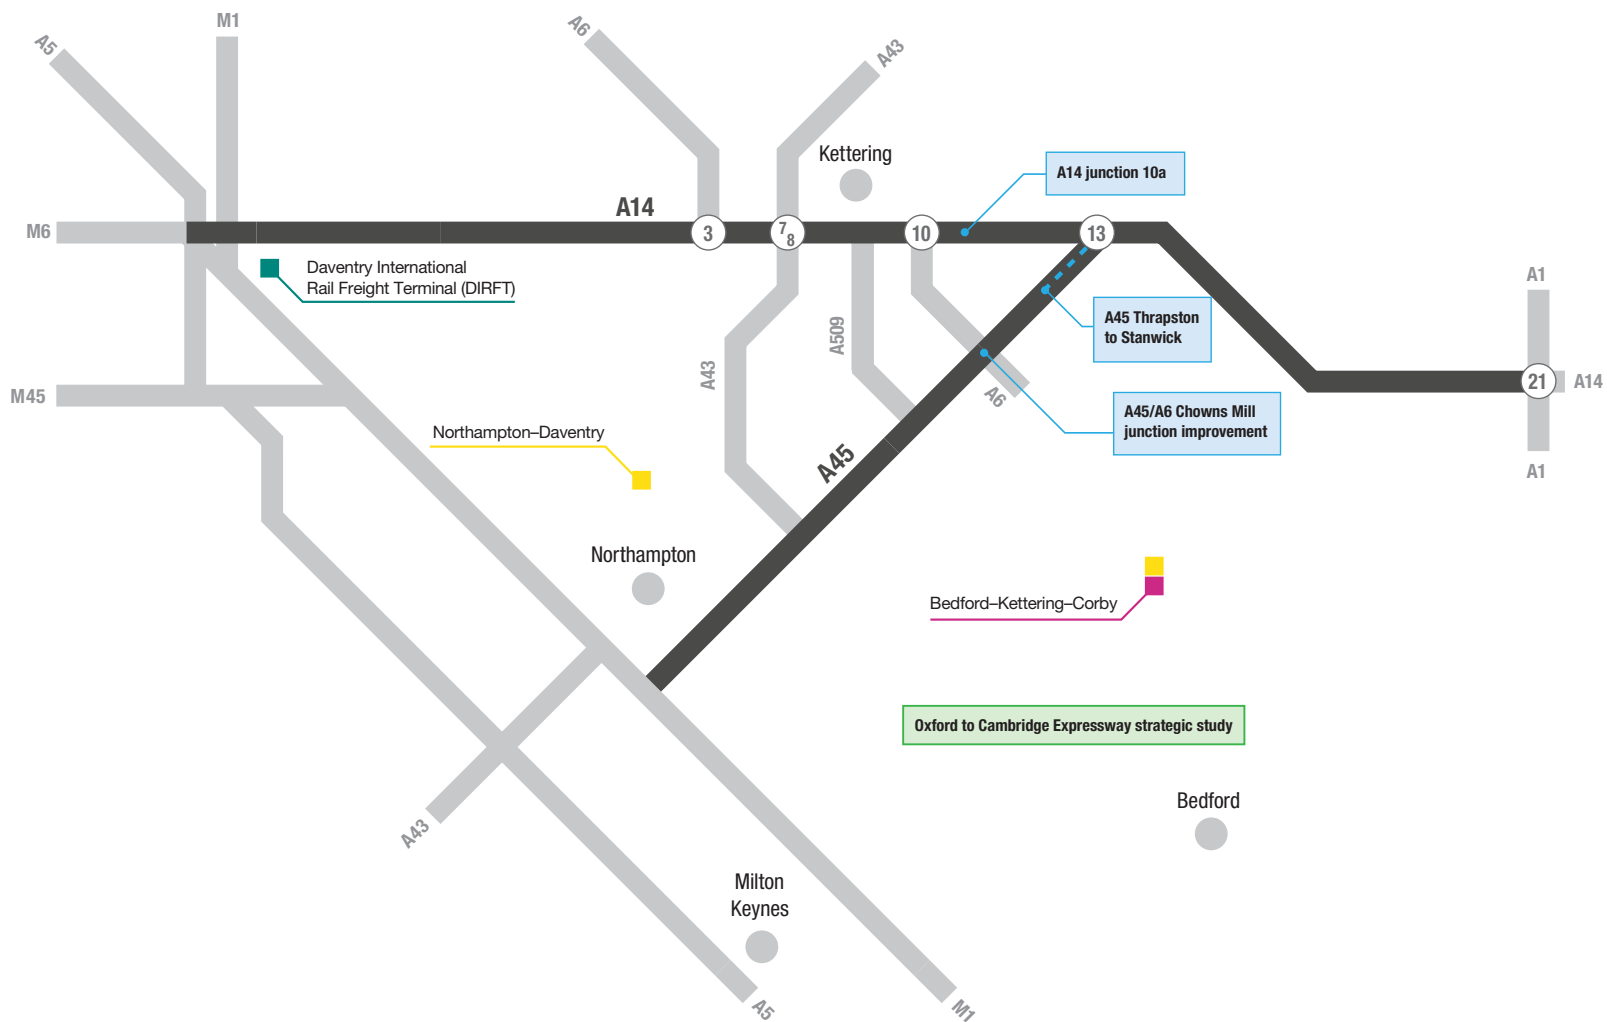 M1
A6
A5
A43
Kettering
A14 junction 10a
A14
M6
3
7
8
10
13
Daventry International
Rail Freight Terminal (DIRFT)
A1
A45 Thrapston
to Stanwick
A509
A43
21
A14
M45
A6
A45/A6 Chowns Mill
junction improvement
Northampton–Daventry
A45
A1
Northampton
Bedford–Kettering–Corby
Oxford to Cambridge Expressway strategic study
Bedford
A43
Milton
Keynes
A5
M1